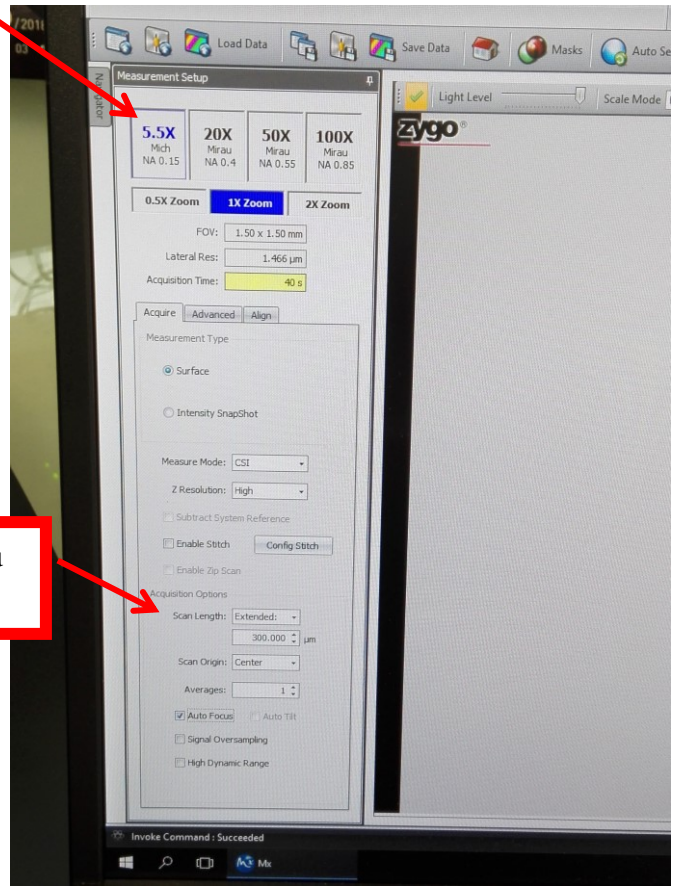 /2018
03
Load Data
Save Data
Masks
Auto Se
Navigator
Measurement Setup
5.5X 20X 50X 100X
Mich Mirau Mirau Mirau
NA 0.15 NA 0.4 NA 0.55 NA 0.85
0.5X Zoom 1X Zoom 2X Zoom
FOV: 1.50 x 1.50 mm
Lateral Res: 1.466 µm
Acquisition Time: 40 s
Acquire Advanced Align
Measurement Type
Surface
Intensity SnapShot
Measure Mode: CSI
Z Resolution: High
Subtract System Reference
Enable Stitch Config Stitch
Enable Zip Scan
Acquisition Options
Scan Length: Extended:
300.000 µm
Scan Origin: Center
Averages: 1
Auto Focus Auto Tilt
Signal Oversampling
High Dynamic Range
Light Level Scale Mode
zygo®
Invoke Command : Succeeded
Mx